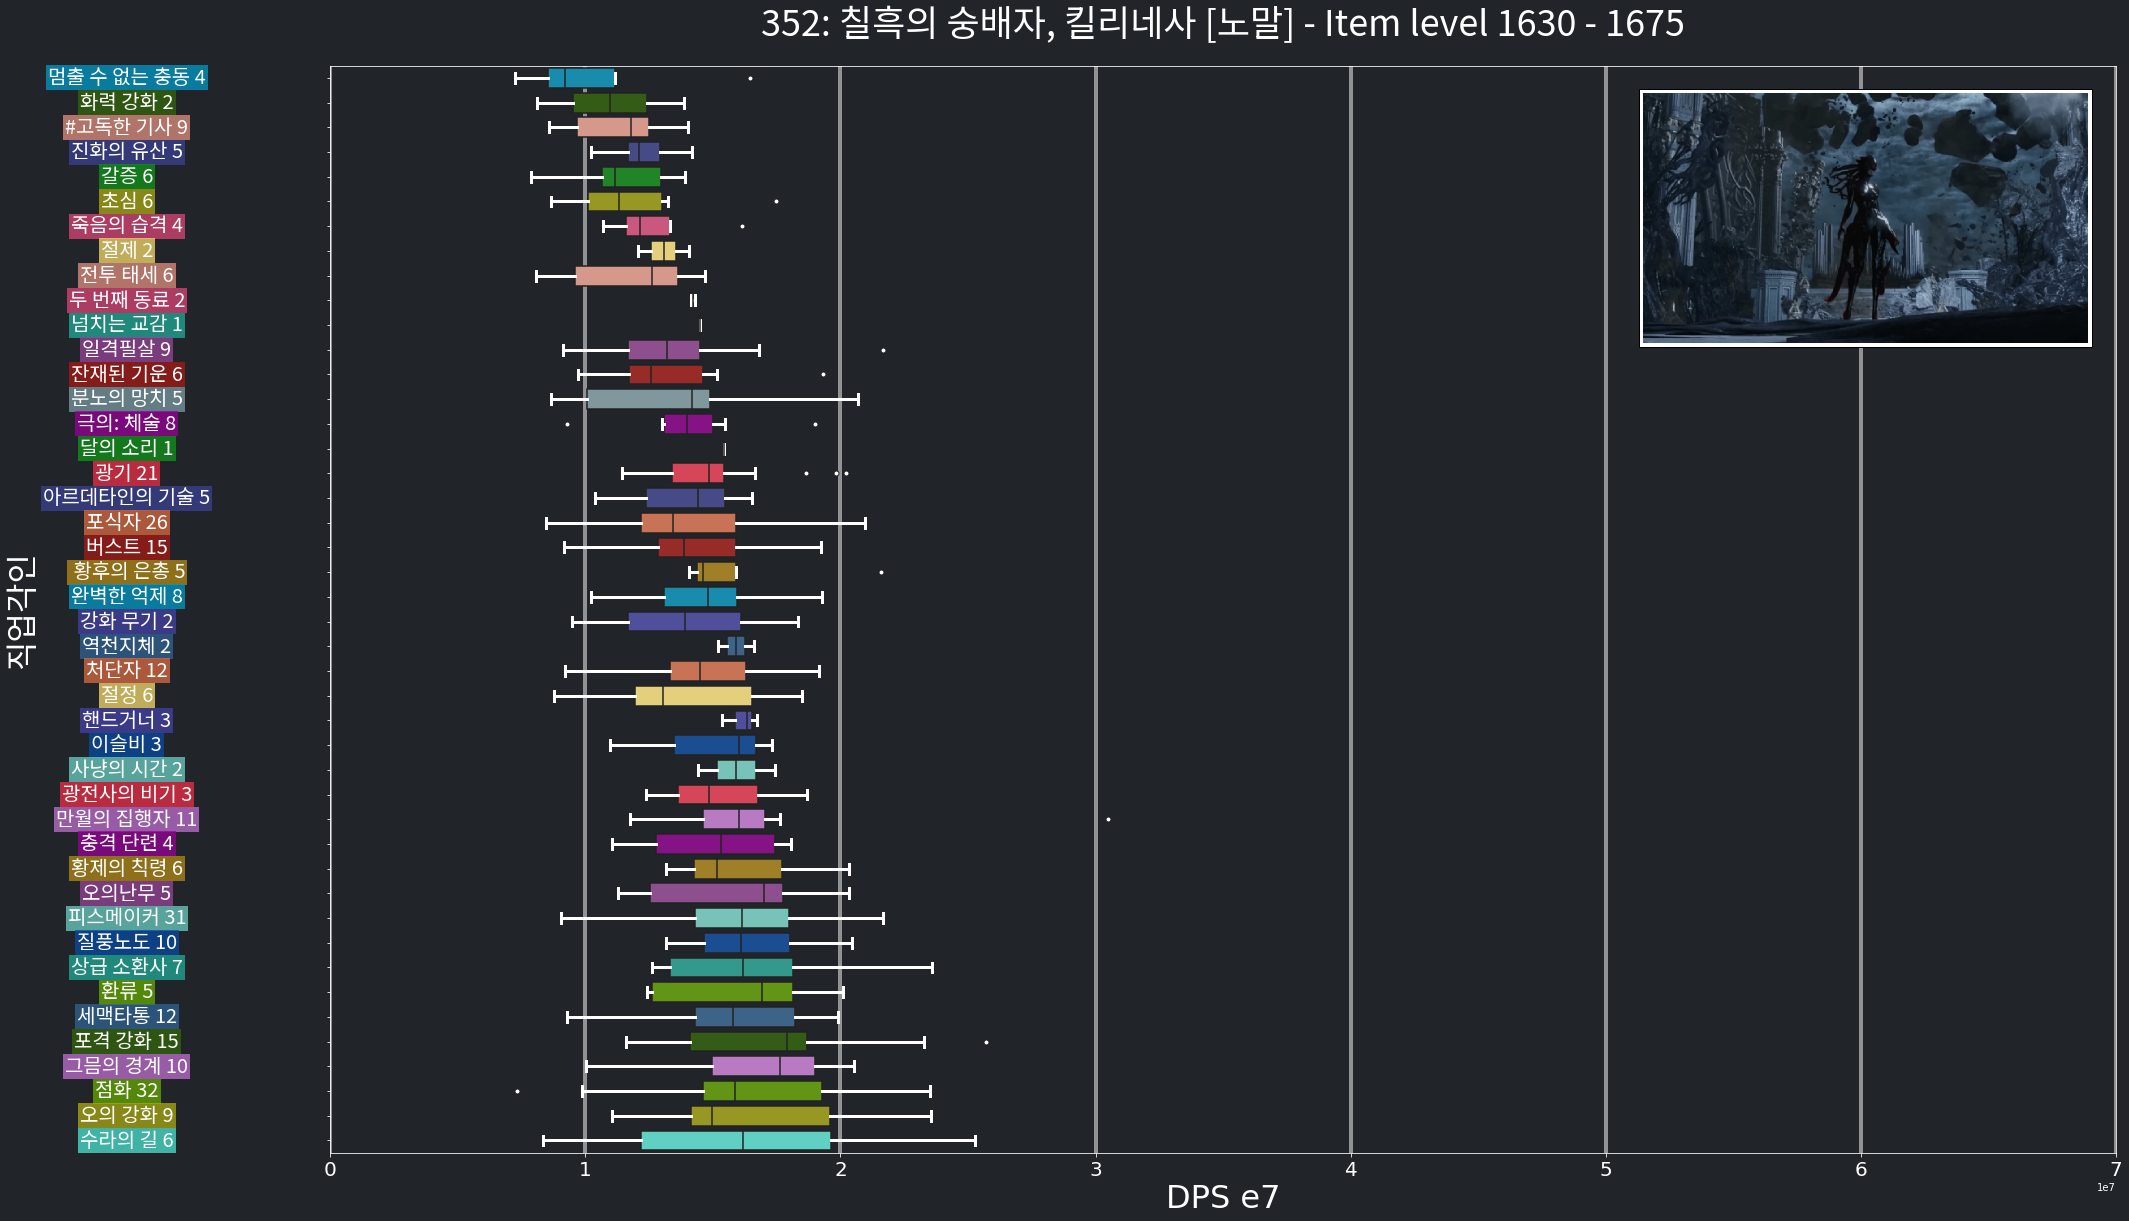 352: 칠흑의 숭배자, 킬리네사 [노말] - Item level 1630 - 1675
직업각인
멈출 수 없는 충동 4
화력 강화 2
#고독한 기사 9
진화의 유산 5
갈증 6
초심 6
죽음의 습격 4
절제 2
전투 태세 6
두 번째 동료 2
넘치는 교감 1
일격필살 9
잔재된 기운 6
분노의 망치 5
극의: 체술 8
달의 소리 1
광기 21
아르데타인의 기술 5
포식자 26
버스트 15
황후의 은총 5
완벽한 억제 8
강화 무기 2
역천지체 2
처단자 12
절정 6
핸드거너 3
이슬비 3
사냥의 시간 2
광전사의 비기 3
만월의 집행자 11
충격 단련 4
황제의 칙령 6
오의난무 5
피스메이커 31
질풍노도 10
상급 소환사 7
환류 5
세맥타통 12
포격 강화 15
그믐의 경계 10
점화 32
오의 강화 9
수라의 길 6
0 1 2 3 4 5 6 7
1e7
DPS e7